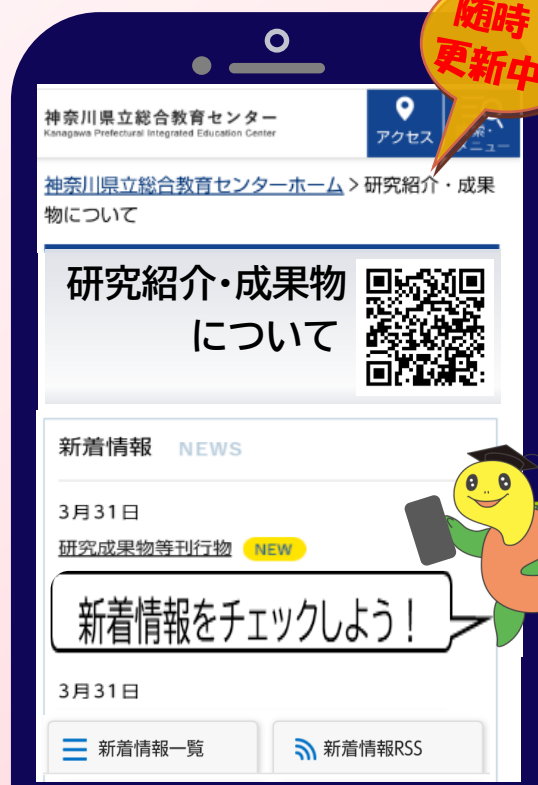 随時
更新中
神奈川県立総合教育センター
Kanagawa Prefectural Integrated Education Center
アクセス
メニュー
神奈川県立総合教育センターホーム > 研究紹介・成果
物について
研究紹介・成果物
について
新着情報 NEWS
3月31日
研究成果物等刊行物 NEW
新着情報をチェックしよう！
3月31日
新着情報一覧
新着情報RSS